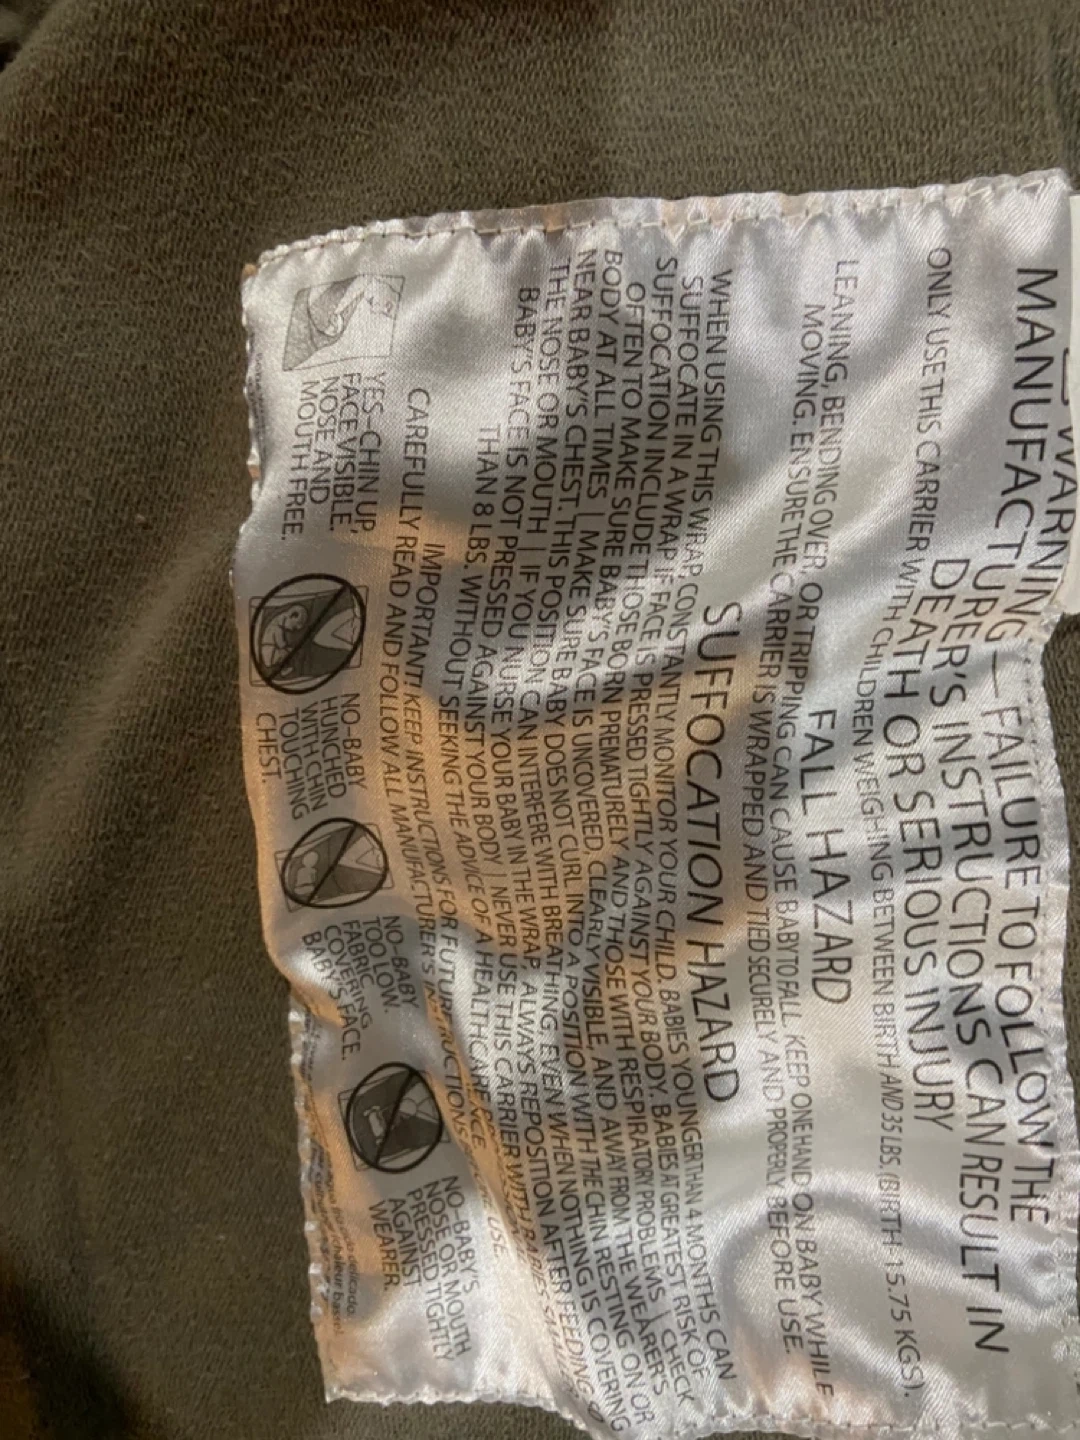 WARNING
MANUFACTURING — FAILURE TO FOLLOW THE
DRER'S INSTRUCTIONS CAN RESULT IN
DEATH OR SERIOUS INJURY
ONLY USE THIS CARRIER WITH CHILDREN WEIGHING BETWEEN BIRTH AND 35 LBS. (BIRTH- 15.75 KGS).
FALL HAZARD
LEANING, BENDING OVER, OR TRIPPING CAN CAUSE BABY TO FALL. KEEP ONE HAND ON BABY WHILE
MOVING. ENSURE THE CARRIER IS WRAPPED AND TIED SECURELY AND PROPERLY BEFORE USE.
SUFFOCATION HAZARD
WHEN USING THIS WRAP, CONSTANTLY MONITOR YOUR CHILD. BABIES YOUNGER THAN 4 MONTHS CAN
SUFFOCATE IN A WRAP IF FACE IS PRESSED TIGHTLY AGAINST YOUR BODY. BABIES AT GREATEST RISK OF
SUFFOCATION INCLUDE THOSE BORN PREMATURELY AND THOSE WITH RESPIRATORY PROBLEMS | CHECK
OFTEN TO MAKE SURE BABY'S FACE IS UNCOVERED, CLEARLY VISIBLE, AND AWAY FROM THE WEARER'S
BODY AT ALL TIMES | MAKE SURE BABY DOES NOT CURL INTO A POSITION WITH THE CHIN RESTING ON OR
NEAR BABY'S CHEST. THIS POSITION CAN INTERFERE WITH BREATHING, EVEN WHEN NOTHING IS COVERING
THE NOSE OR MOUTH | IF YOU NURSE YOUR BABY IN THE WRAP, ALWAYS REPOSITION AFTER FEEDING
BABY'S FACE IS NOT PRESSED AGAINST YOUR BODY | NEVER USE THIS CARRIER WITH BABIES
THAN 8 LBS. WITHOUT SEEKING THE ADVICE OF A HEALTHCARE
IMPORTANT! KEEP INSTRUCTIONS FOR FUTURE
CAREFULLY READ AND FOLLOW ALL MANUFACTURER'S INSTRUCTIONS USE.
YES–CHIN UP,
FACE VISIBLE,
NOSE AND
MOUTH FREE.
NO–BABY
HUNCHED
WITH CHIN
TOUCHING
CHEST.
NO–BABY
TOO LOW.
FABRIC
COVERING
BABY'S FACE.
NO–BABY'S
NOSE OR MOUTH
PRESSED TIGHTLY
AGAINST
WEARER.